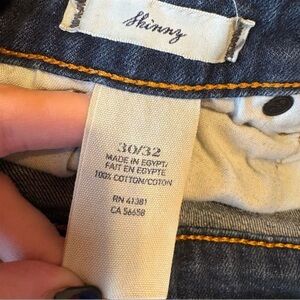 Skinny
30/32
MADE IN EGYPT/
FAIT EN EGYPTE
100% COTTON/COTON
RN 41381
CA 56658